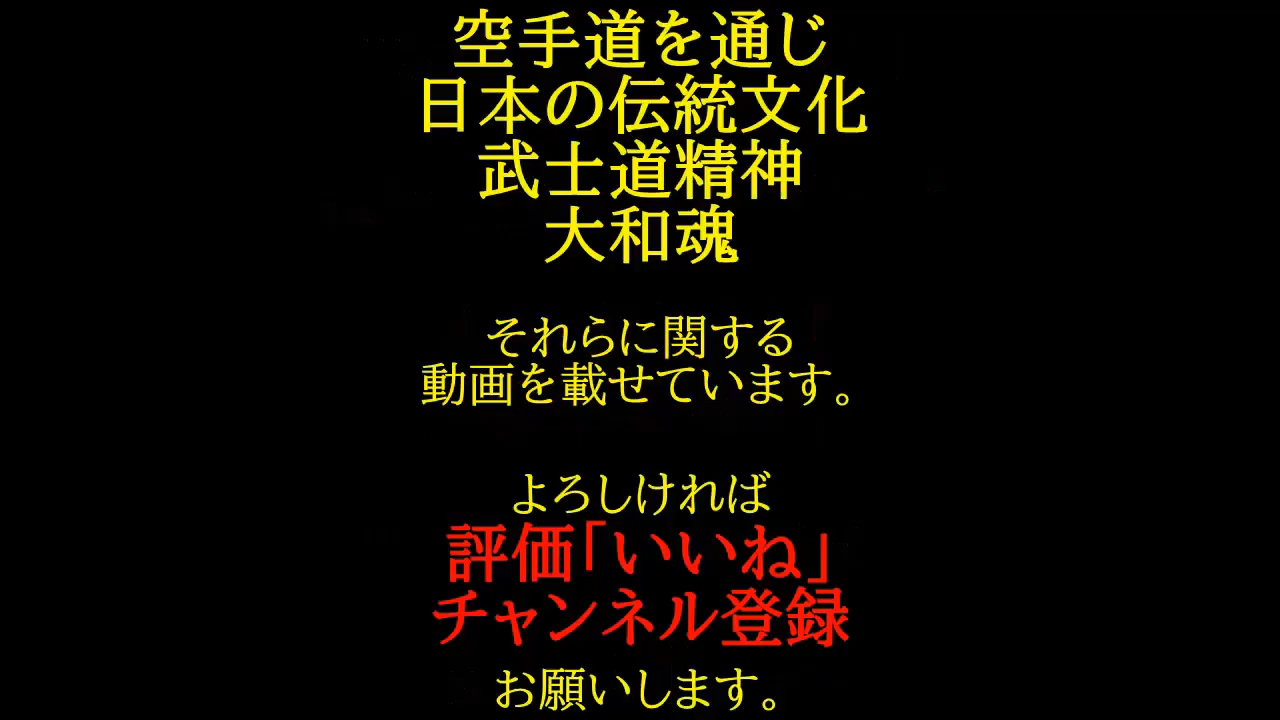 空手道を通じ
日本の伝統文化
武士道精神
大和魂
それらに関する
動画を載せています。
よろしければ
評価「いいね」
チャンネル登録
お願いします。